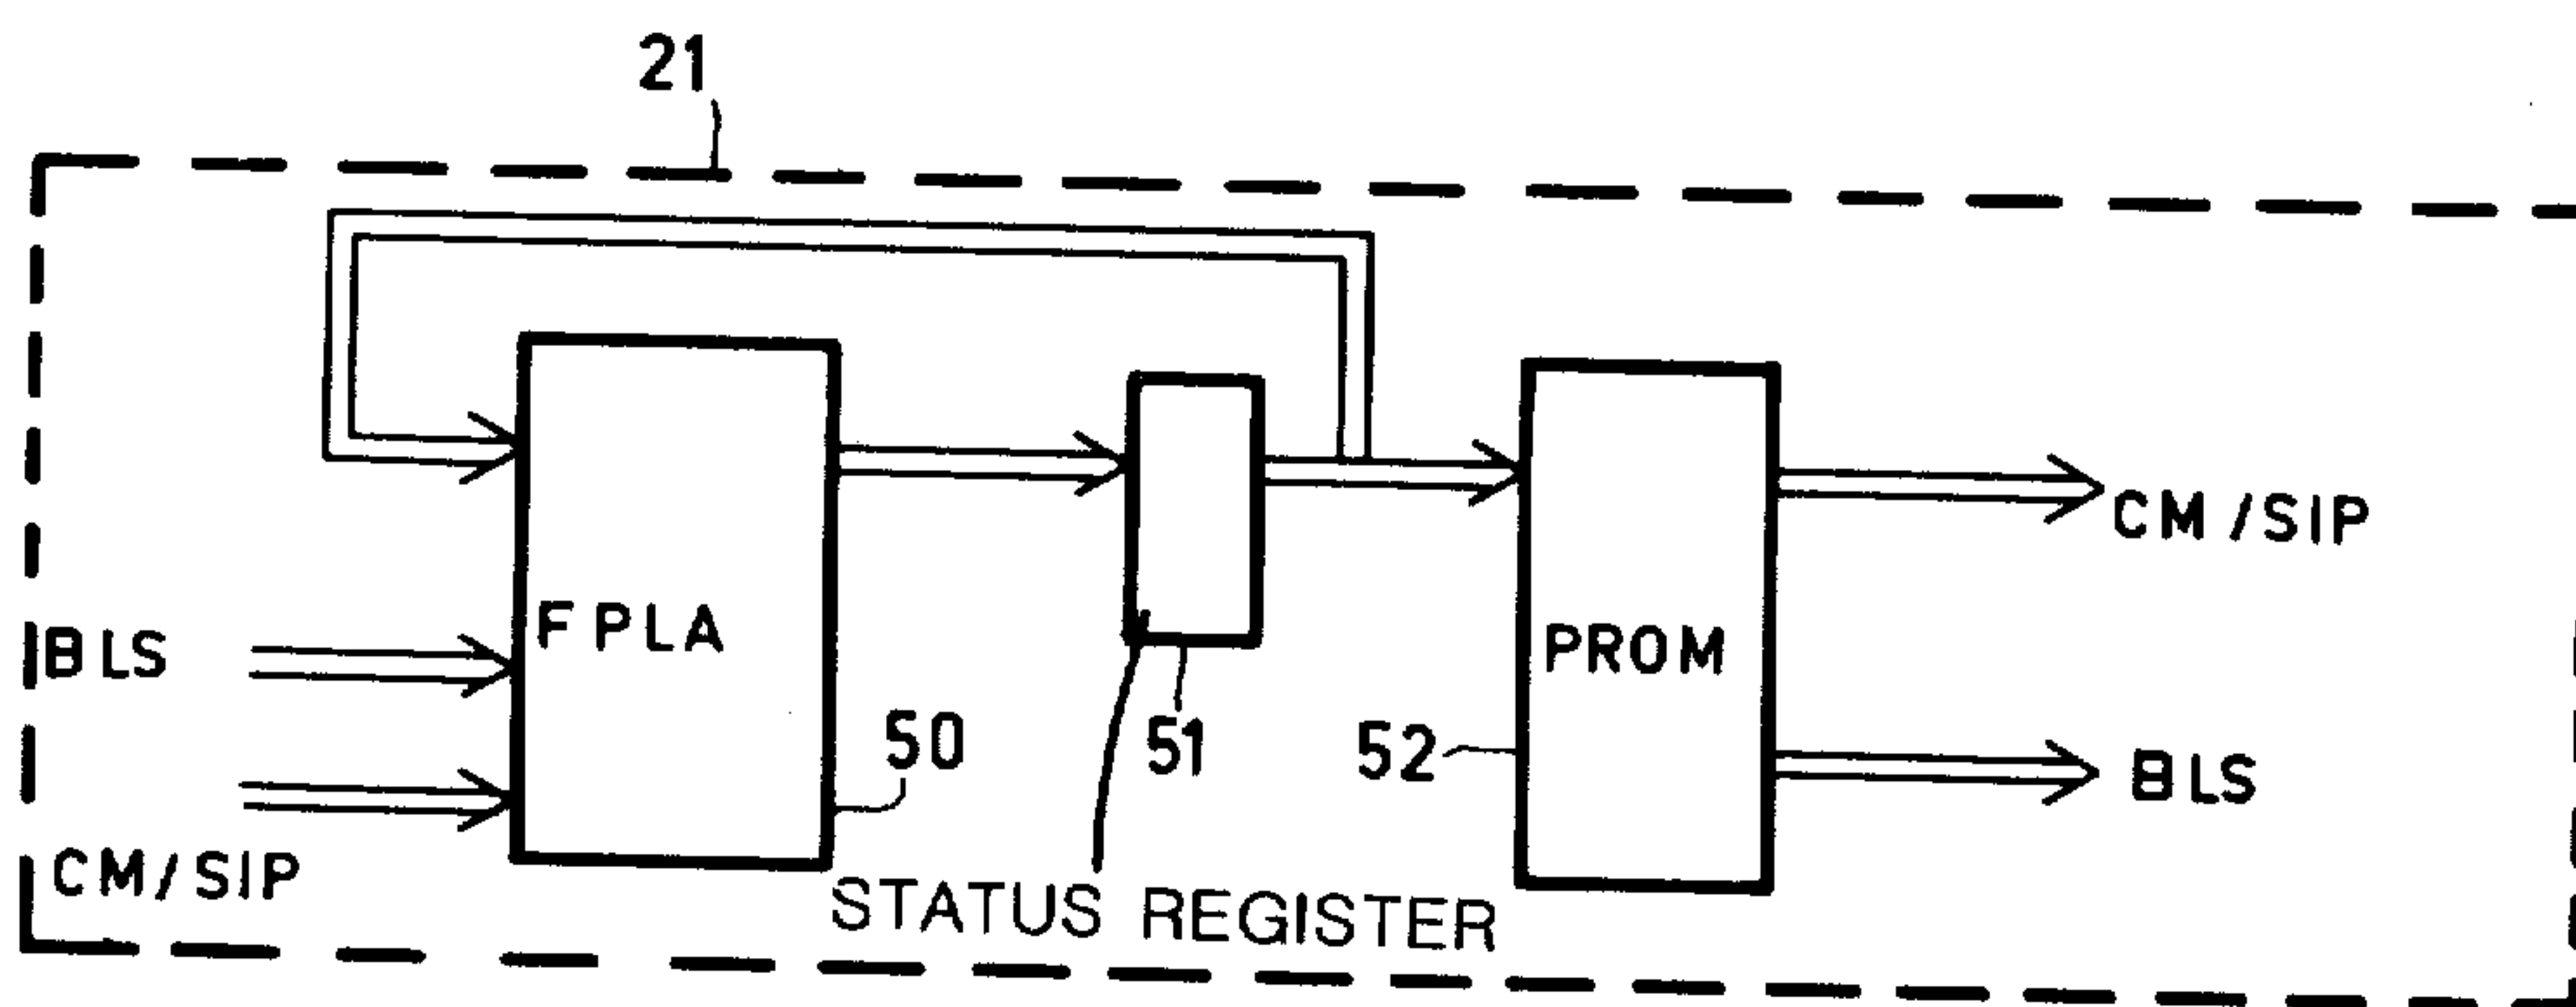 21
FPLA
50
51
STATUS REGISTER
PROM
52
BLS
CM/SIP
CM/SIP
BLS